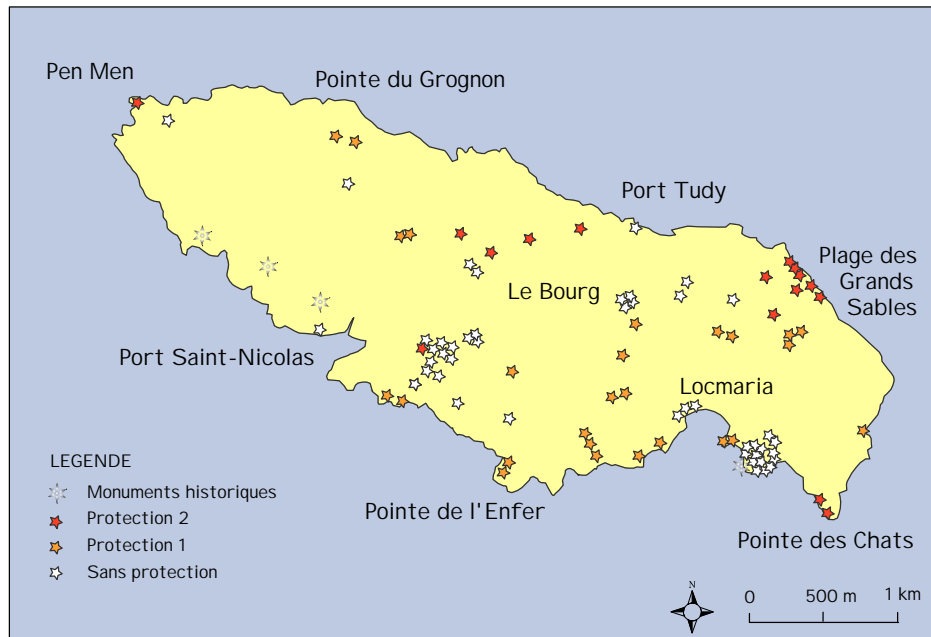 Pen Men
Pointe du Grognon
Port Tudy
Plage des
Grands
Sables
Le Bourg
Port Saint-Nicolas
Locmaria
LEGENDE
Monuments historiques
Protection 2
Protection 1
Sans protection
Pointe de l'Enfer
Pointe des Chats
N
0 500 m 1 km